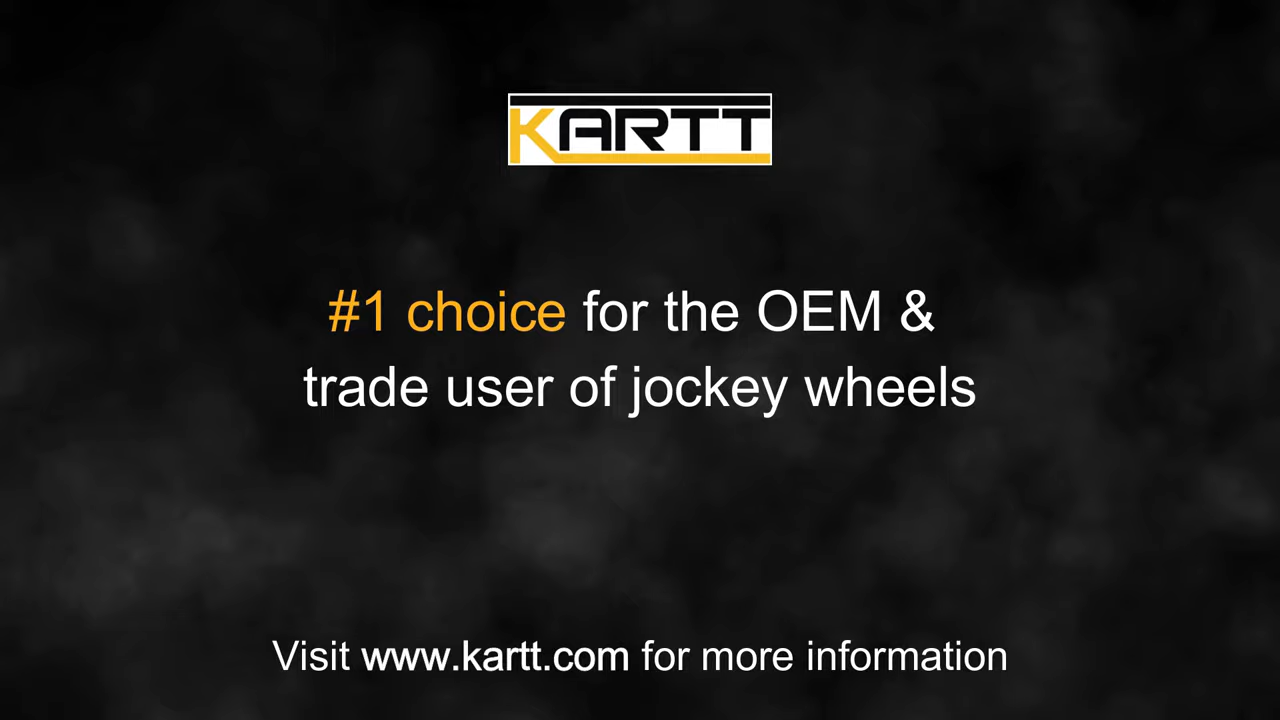 KARTT
#1 choice for the OEM &
trade user of jockey wheels
Visit www.kartt.com for more information